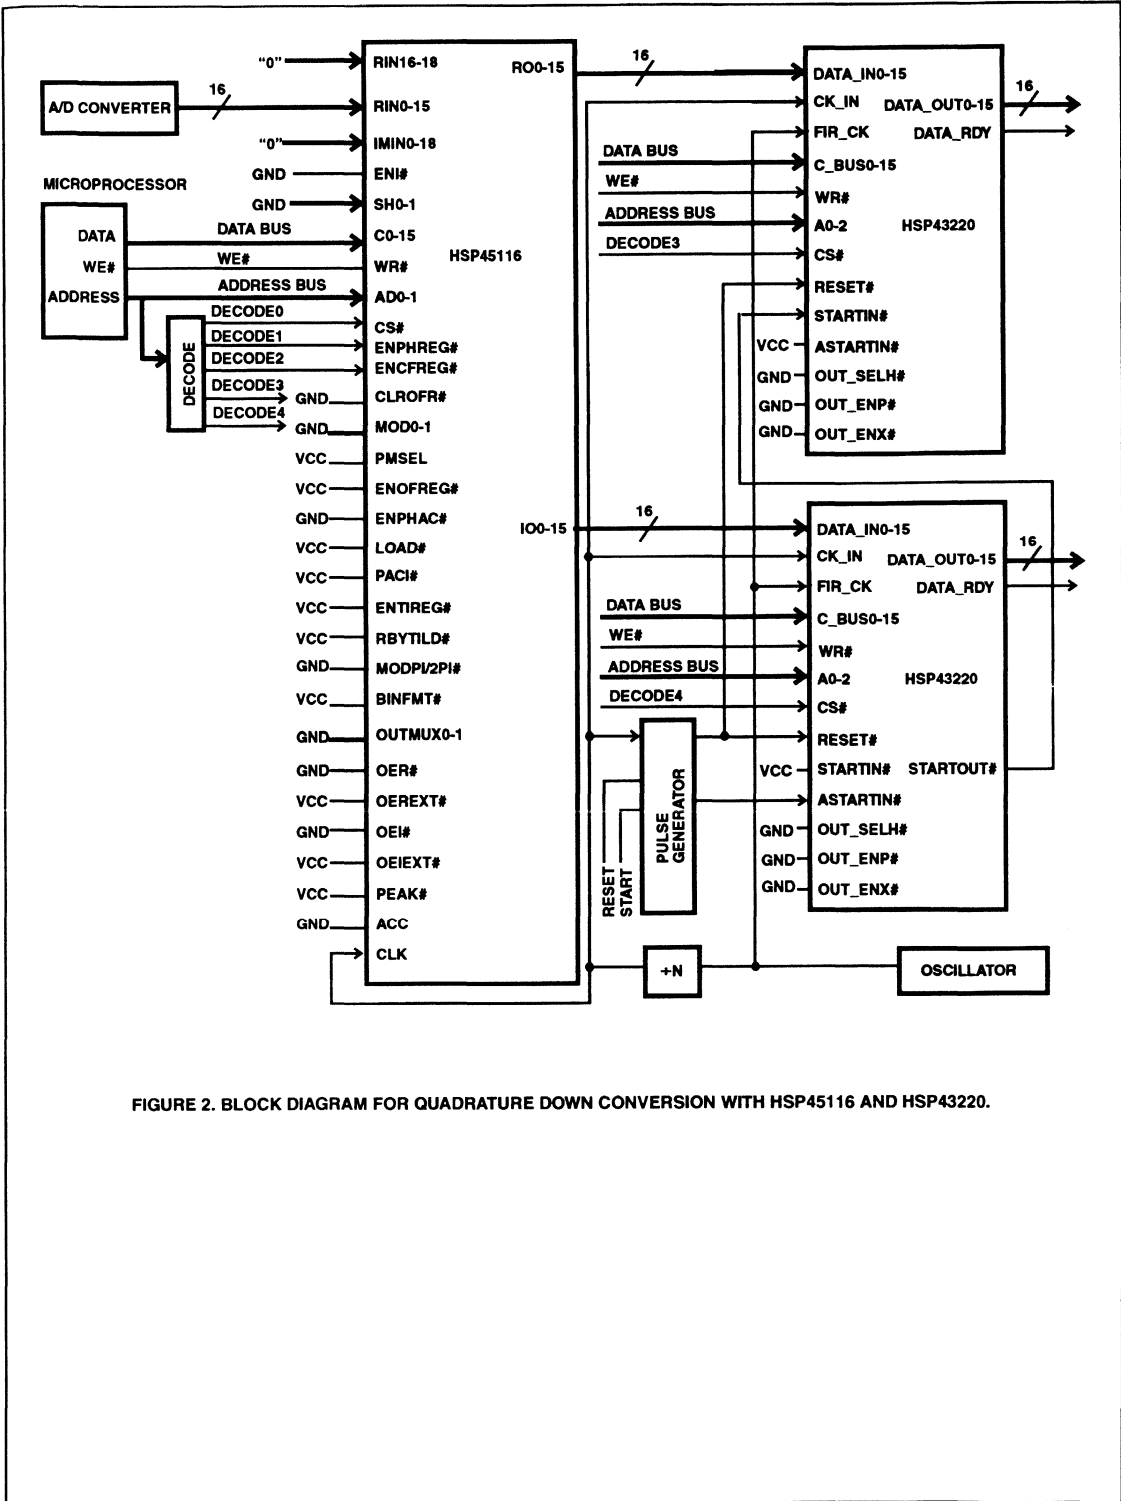 A/D CONVERTER
16
MICROPROCESSOR
DATA
WE#
ADDRESS
DATA BUS
WE#
ADDRESS BUS
DECODE
DECODE0
DECODE1
DECODE2
DECODE3
DECODE4
"0"
RIN16-18
RIN0-15
"0"
IMIN0-18
GND
ENI#
GND
SH0-1
C0-15
WR#
AD0-1
CS#
ENPHREG#
ENCFREG#
GND
CLROFR#
GND
MOD0-1
VCC
PMSEL
VCC
ENOFREG#
GND
ENPHAC#
VCC
LOAD#
VCC
PACI#
VCC
ENTIREG#
VCC
RBYTILD#
GND
MODPI/2PI#
VCC
BINFMT#
GND
OUTMUX0-1
GND
OER#
VCC
OEREXT#
GND
OEI#
VCC
OEIEXT#
VCC
PEAK#
GND
ACC
CLK
HSP45116
RO0-15
16
IO0-15
16
DATA BUS
WE#
ADDRESS BUS
DECODE3
VCC
GND
GND
GND
DATA_IN0-15
CK_IN
FIR_CK
C_BUS0-15
WR#
A0-2
CS#
RESET#
STARTIN#
ASTARTIN#
OUT_SELH#
OUT_ENP#
OUT_ENX#
HSP43220
DATA_OUT0-15
DATA_RDY
16
DATA BUS
WE#
ADDRESS BUS
DECODE4
VCC
GND
GND
GND
DATA_IN0-15
CK_IN
FIR_CK
C_BUS0-15
WR#
A0-2
CS#
RESET#
STARTIN#
ASTARTIN#
OUT_SELH#
OUT_ENP#
OUT_ENX#
HSP43220
STARTOUT#
DATA_OUT0-15
DATA_RDY
16
PULSE
GENERATOR
RESET
START
÷N
OSCILLATOR
FIGURE 2. BLOCK DIAGRAM FOR QUADRATURE DOWN CONVERSION WITH HSP45116 AND HSP43220.